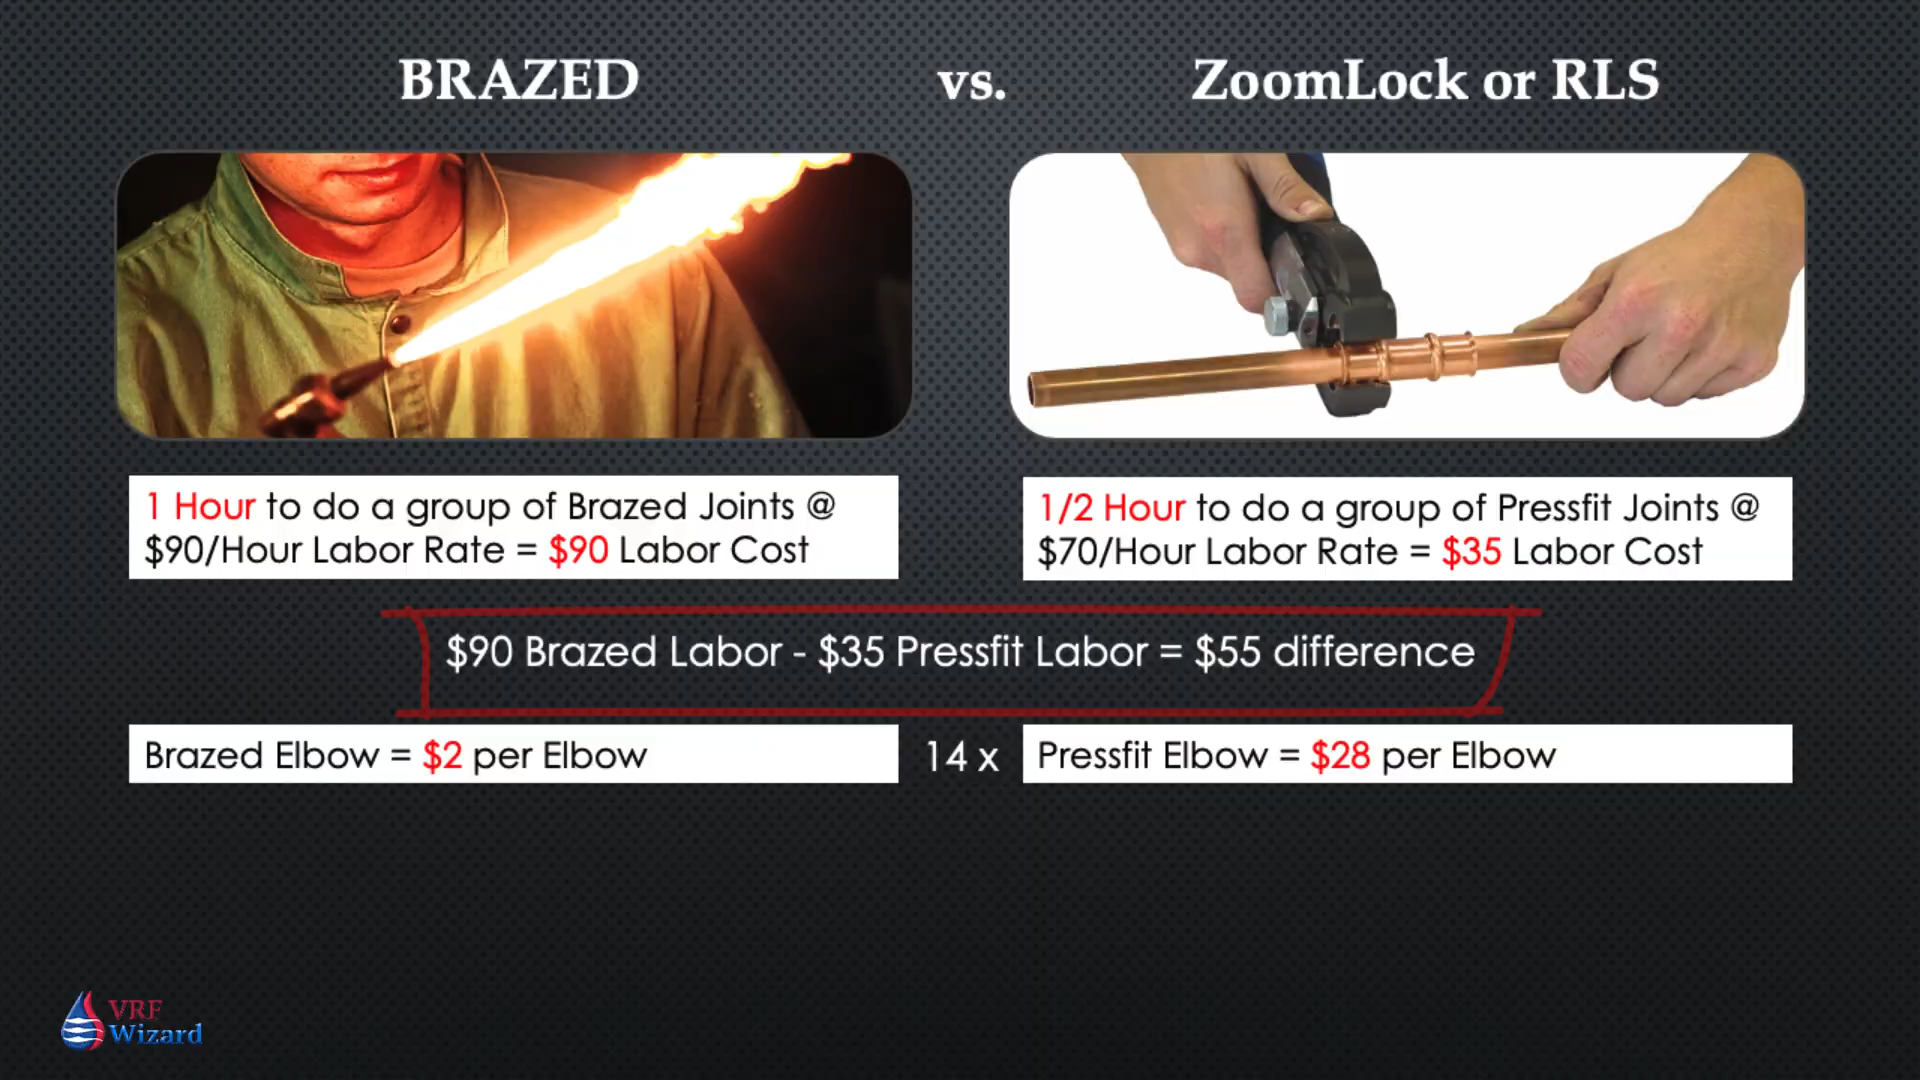 BRAZED vs. ZoomLock or RLS
1 Hour to do a group of Brazed Joints @
$90/Hour Labor Rate = $90 Labor Cost
1/2 Hour to do a group of Pressfit Joints @
$70/Hour Labor Rate = $35 Labor Cost
$90 Brazed Labor - $35 Pressfit Labor = $55 difference
Brazed Elbow = $2 per Elbow
14 x
Pressfit Elbow = $28 per Elbow
VRF
Wizard